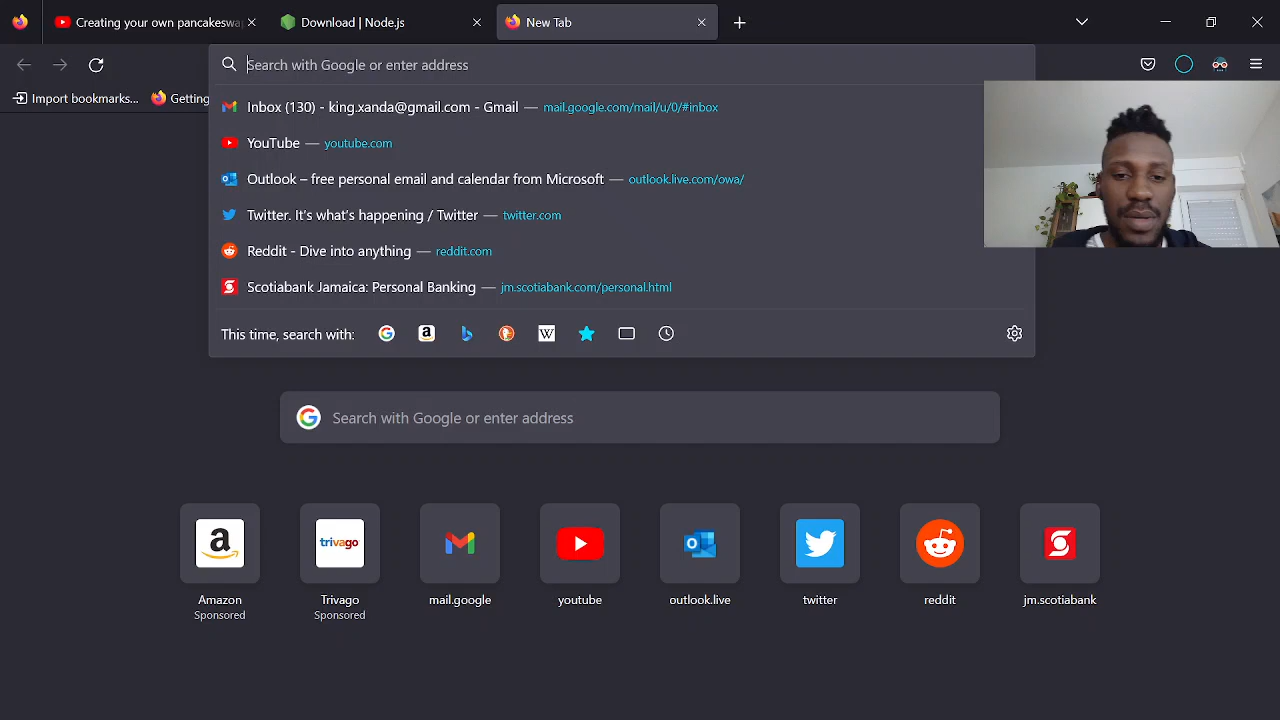 Creating your own pancakeswa
Download | Node.js
New Tab
Search with Google or enter address
Import bookmarks...
Getting
Inbox (130) - king.xanda@gmail.com - Gmail — mail.google.com/mail/u/0/#inbox
YouTube — youtube.com
Outlook – free personal email and calendar from Microsoft — outlook.live.com/owa/
Twitter. It's what's happening / Twitter — twitter.com
Reddit - Dive into anything — reddit.com
Scotiabank Jamaica: Personal Banking — jm.scotiabank.com/personal.html
This time, search with:
Search with Google or enter address
trivago
Amazon
Sponsored
Trivago
Sponsored
mail.google
youtube
outlook.live
twitter
reddit
jm.scotiabank